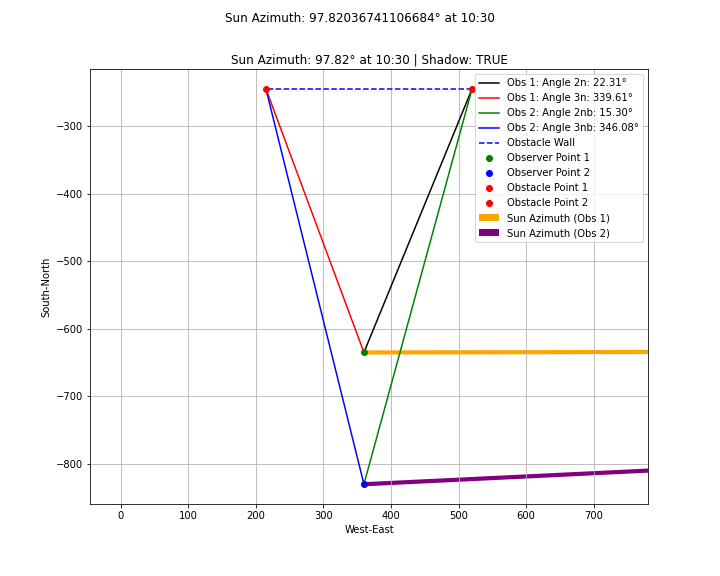 Sun Azimuth: 97.82036741106684° at 10:30
Sun Azimuth: 97.82° at 10:30 | Shadow: TRUE
Obs 1: Angle 2n: 22.31°
Obs 1: Angle 3n: 339.61°
Obs 2: Angle 2nb: 15.30°
Obs 2: Angle 3nb: 346.08°
Obstacle Wall
Observer Point 1
Observer Point 2
Obstacle Point 1
Obstacle Point 2
Sun Azimuth (Obs 1)
Sun Azimuth (Obs 2)
South-North
−300
−400
−500
−600
−700
−800
0 100 200 300 400 500 600 700
West-East